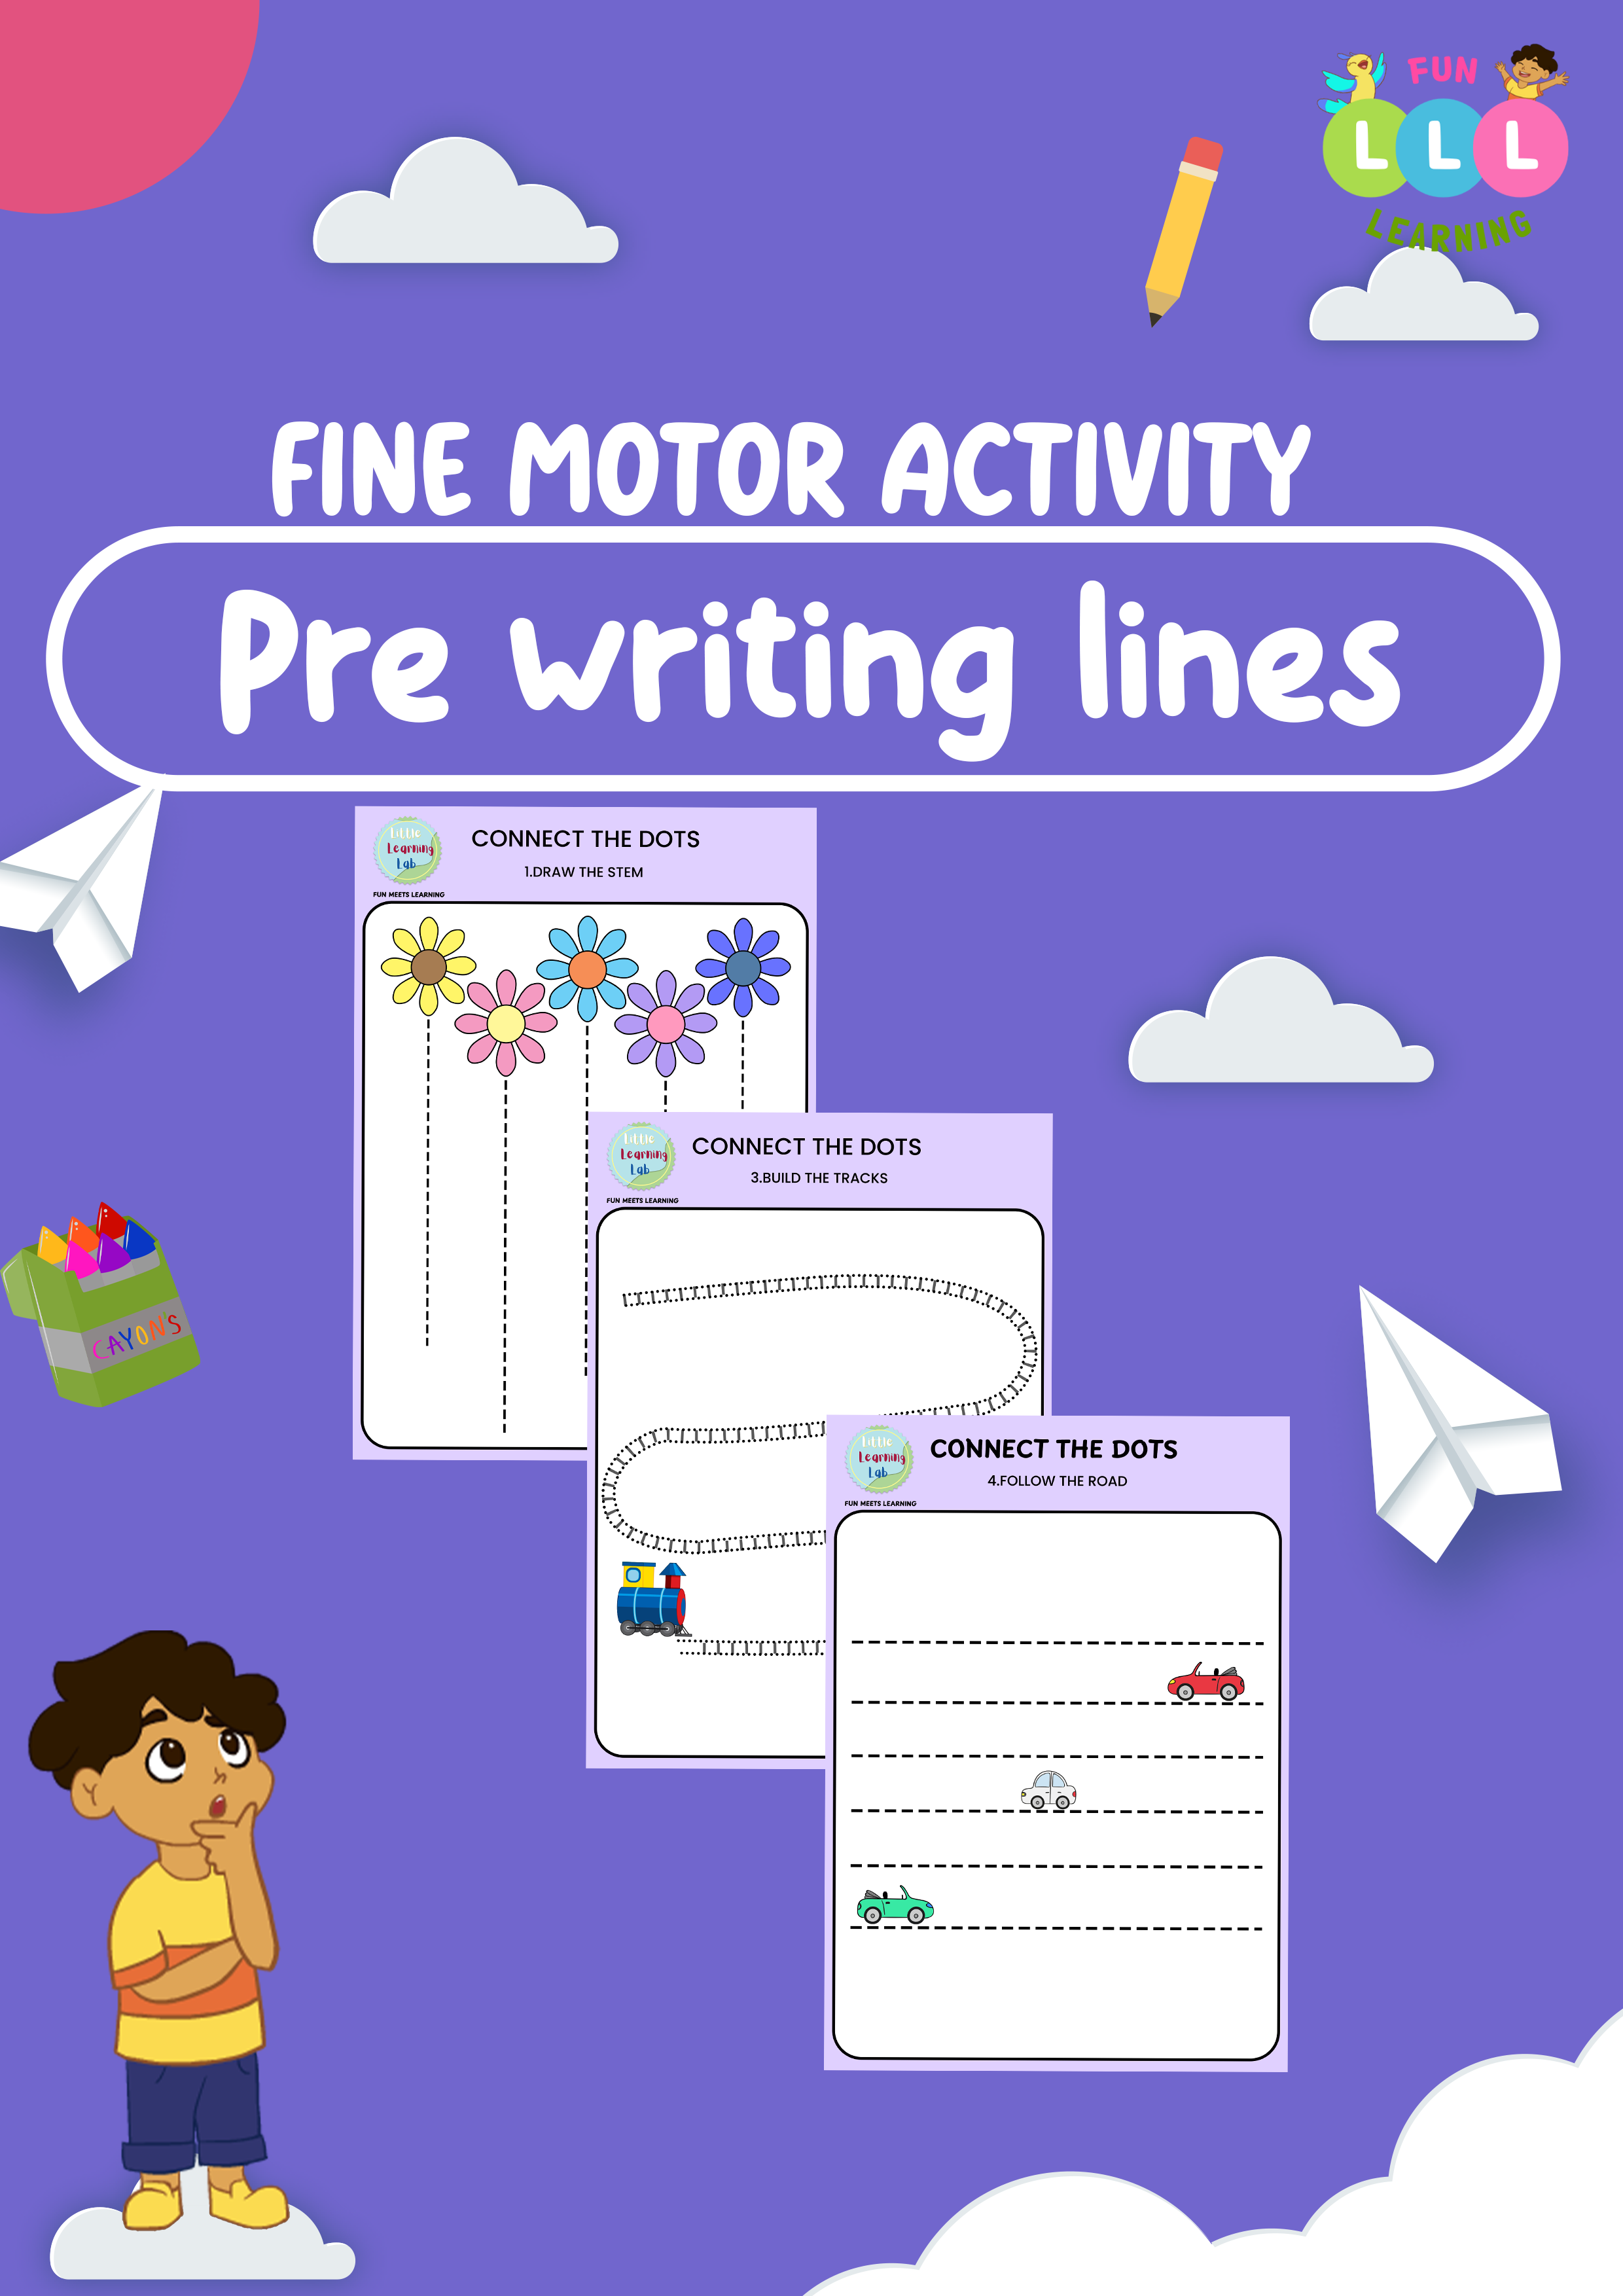 FUN
L L L
LEARNING
FINE MOTOR ACTIVITY
Pre writing lines
Little
Learning
Lab
FUN MEETS LEARNING
CONNECT THE DOTS
1.DRAW THE STEM
Little
Learning
Lab
FUN MEETS LEARNING
CONNECT THE DOTS
3.BUILD THE TRACKS
CAYON'S
Little
Learning
Lab
FUN MEETS LEARNING
CONNECT THE DOTS
4.FOLLOW THE ROAD